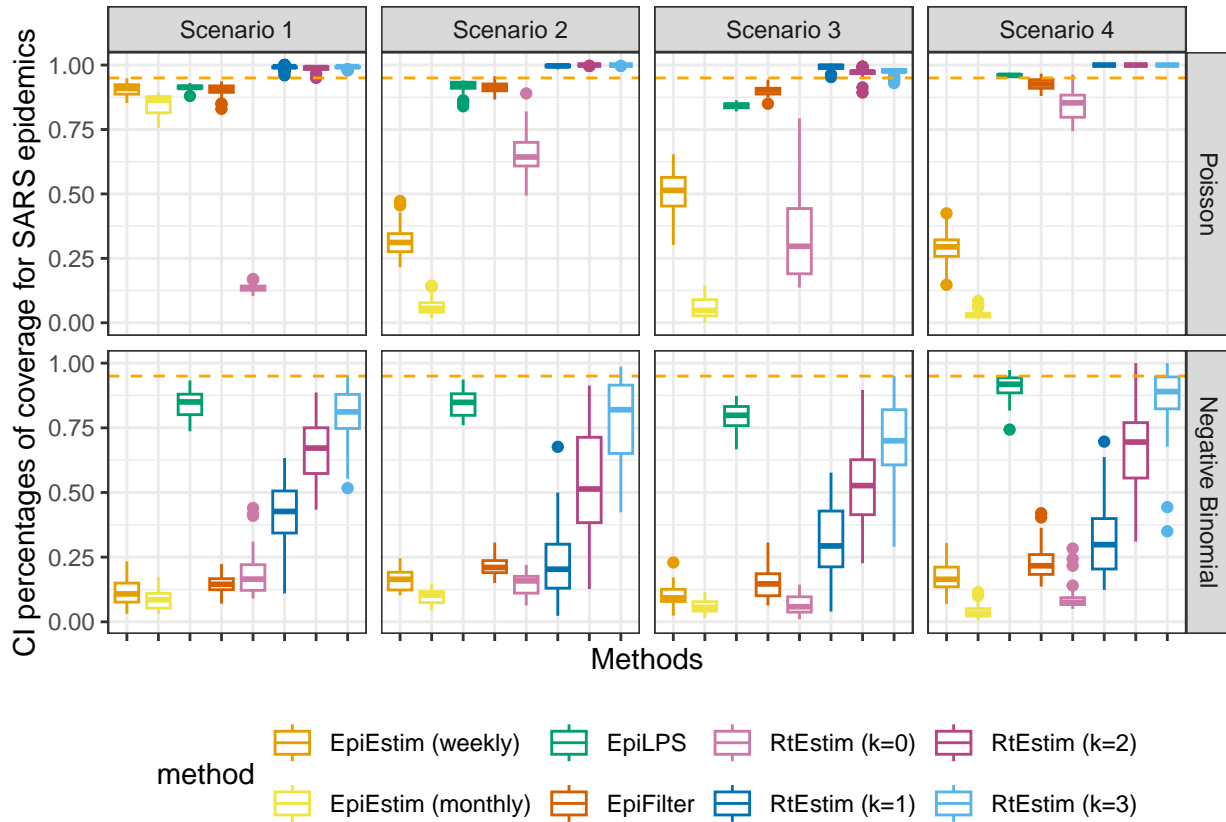 Scenario 1 Scenario 2 Scenario 3 Scenario 4
CI percentages of coverage for SARS epidemics
1.00
0.75
0.50
0.25
0.00
Poisson
1.00
0.75
0.50
0.25
0.00
Negative Binomial
Methods
method
EpiEstim (weekly) EpiLPS RtEstim (k=0) RtEstim (k=2)
EpiEstim (monthly) EpiFilter RtEstim (k=1) RtEstim (k=3)